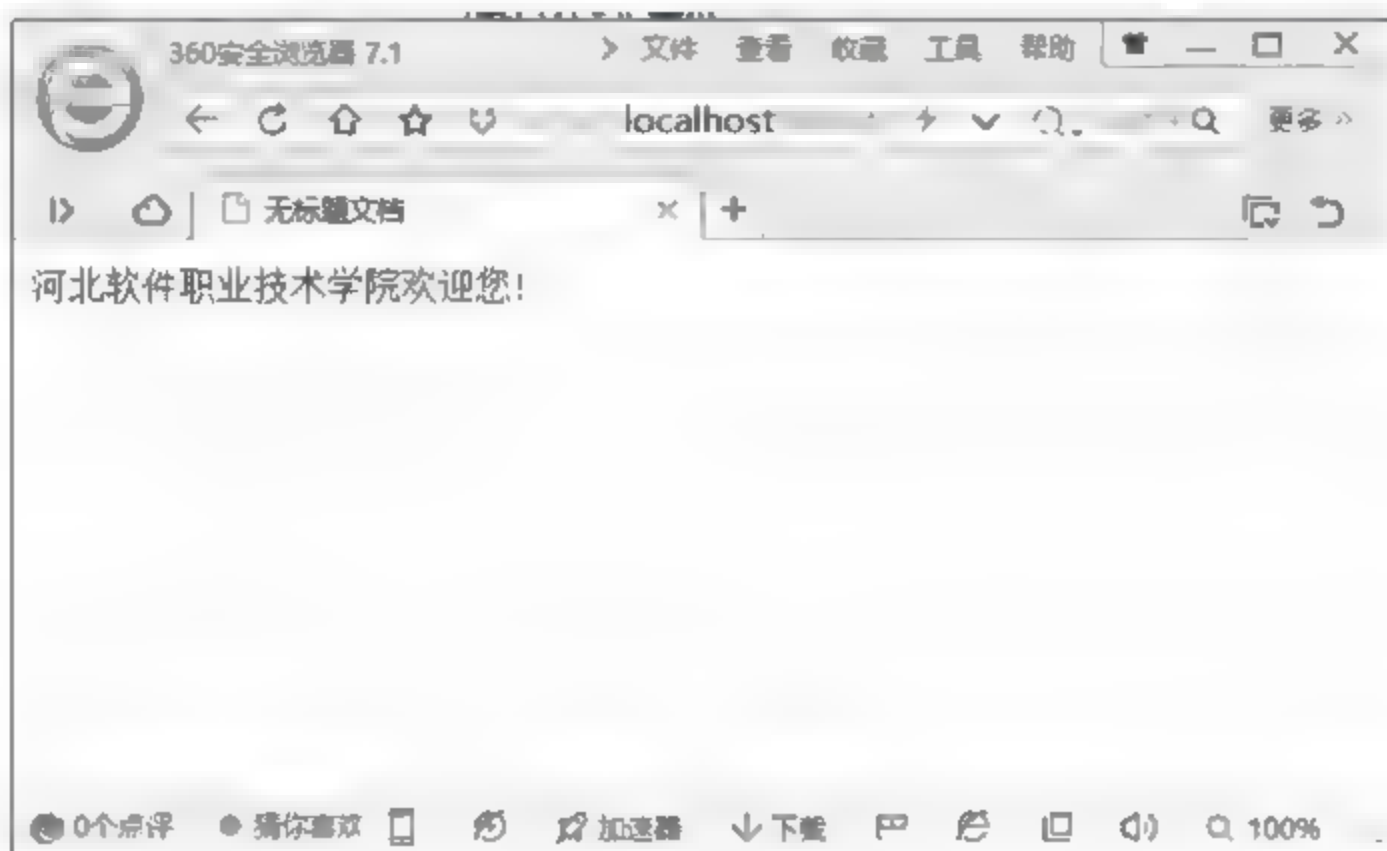 360安全浏览器 7.1 文件 查看 收藏 工具 帮助
localhost 更多
无标题文档
河北软件职业技术学院欢迎您!
0个点评 猜你喜欢 加速器 下载 100%